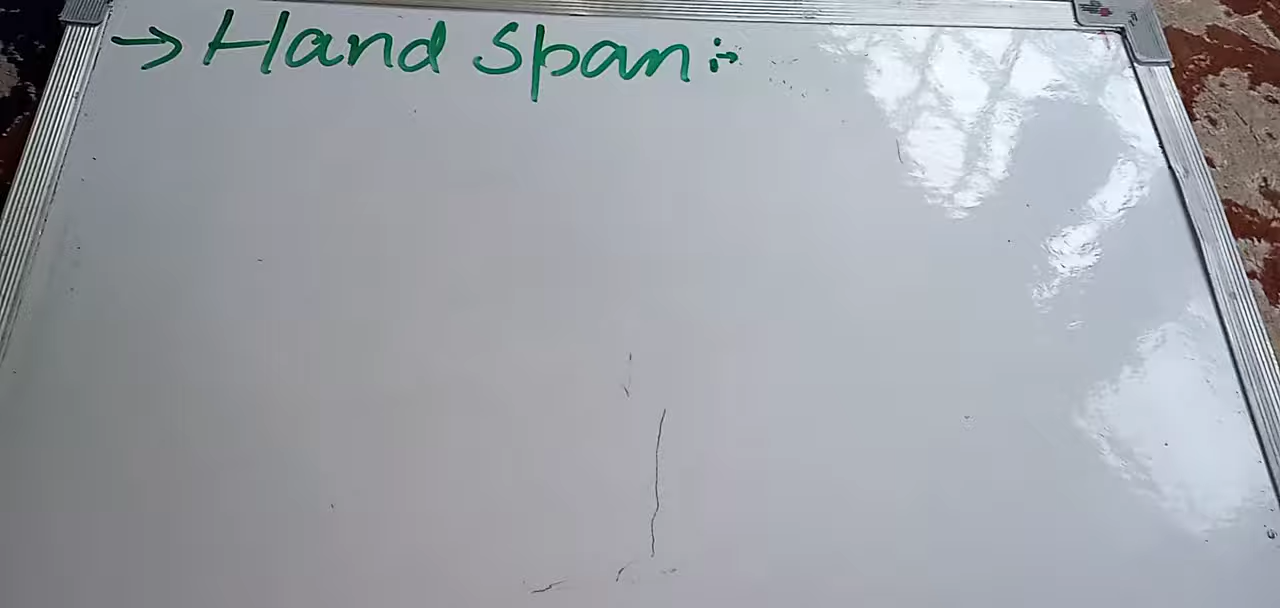 → Hand Span:-